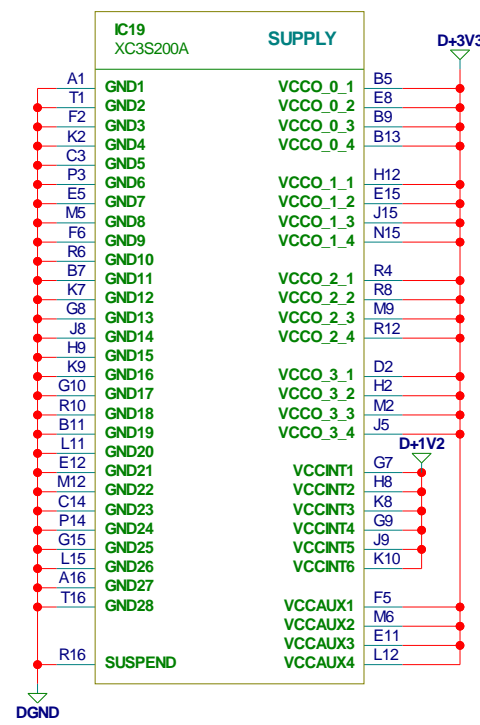 IC19
XC3S200A
SUPPLY
D+3V3
A1 GND1 VCCO_0_1 B5
T1 GND2 VCCO_0_2 E8
F2 GND3 VCCO_0_3 B9
K2 GND4 VCCO_0_4 B13
C3 GND5
P3 GND6 VCCO_1_1 H12
E5 GND7 VCCO_1_2 E15
M5 GND8 VCCO_1_3 J15
F6 GND9 VCCO_1_4 N15
R6 GND10
B7 GND11 VCCO_2_1 R4
K7 GND12 VCCO_2_2 R8
G8 GND13 VCCO_2_3 M9
J8 GND14 VCCO_2_4 R12
H9 GND15
K9 GND16 VCCO_3_1 D2
G10 GND17 VCCO_3_2 H2
R10 GND18 VCCO_3_3 M2
B11 GND19 VCCO_3_4 J5
D+1V2
L11 GND20
E12 GND21 VCCINT1 G7
M12 GND22 VCCINT2 H8
C14 GND23 VCCINT3 K8
P14 GND24 VCCINT4 G9
G15 GND25 VCCINT5 J9
L15 GND26 VCCINT6 K10
A16 GND27
T16 GND28 VCCAUX1 F5
VCCAUX2 M6
VCCAUX3 E11
R16 SUSPEND VCCAUX4 L12
DGND